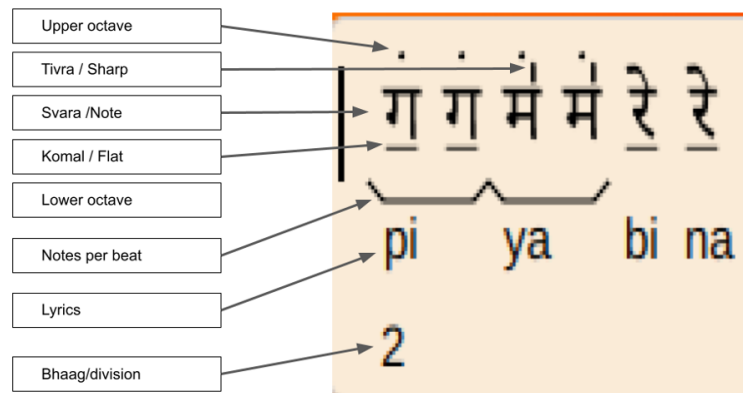 Upper octave
Tivra / Sharp
Svara /Note
Komal / Flat
Lower octave
Notes per beat
Lyrics
Bhaag/division
ग॒ ग॒ म॑ म॑ रे॒ रे॒
pi ya bi na
2